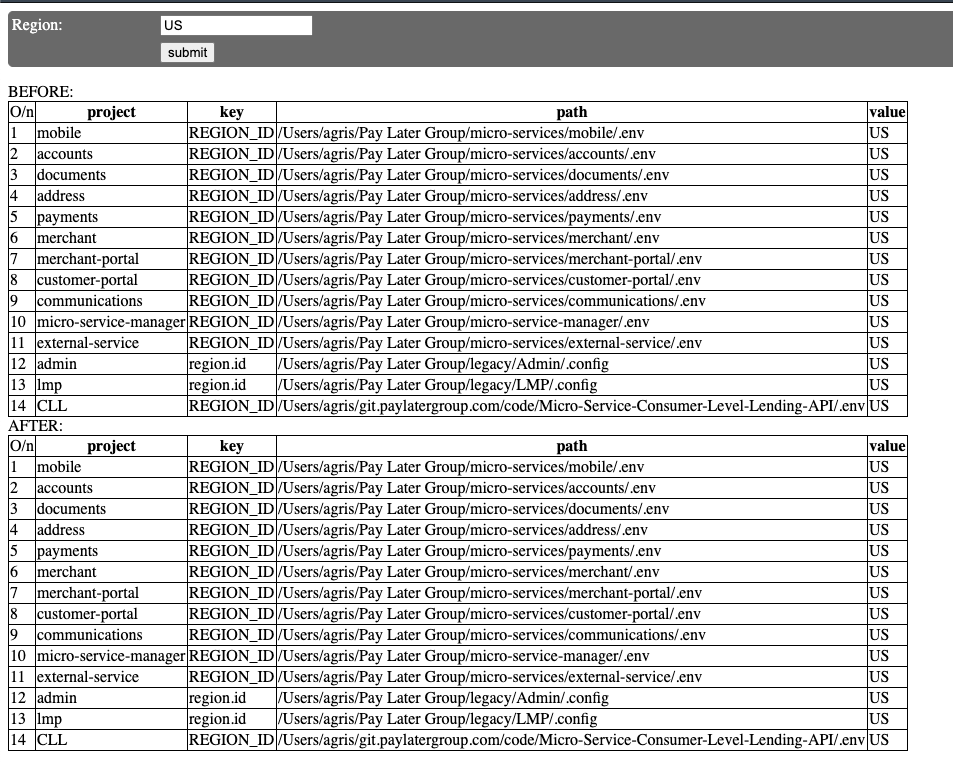 Region: US
submit
BEFORE:
O/n project key path value
1 mobile REGION_ID /Users/agris/Pay Later Group/micro-services/mobile/.env US
2 accounts REGION_ID /Users/agris/Pay Later Group/micro-services/accounts/.env US
3 documents REGION_ID /Users/agris/Pay Later Group/micro-services/documents/.env US
4 address REGION_ID /Users/agris/Pay Later Group/micro-services/address/.env US
5 payments REGION_ID /Users/agris/Pay Later Group/micro-services/payments/.env US
6 merchant REGION_ID /Users/agris/Pay Later Group/micro-services/merchant/.env US
7 merchant-portal REGION_ID /Users/agris/Pay Later Group/micro-services/merchant-portal/.env US
8 customer-portal REGION_ID /Users/agris/Pay Later Group/micro-services/customer-portal/.env US
9 communications REGION_ID /Users/agris/Pay Later Group/micro-services/communications/.env US
10 micro-service-manager REGION_ID /Users/agris/Pay Later Group/micro-service-manager/.env US
11 external-service REGION_ID /Users/agris/Pay Later Group/micro-services/external-service/.env US
12 admin region.id /Users/agris/Pay Later Group/legacy/Admin/.config US
13 lmp region.id /Users/agris/Pay Later Group/legacy/LMP/.config US
14 CLL REGION_ID /Users/agris/git.paylatergroup.com/code/Micro-Service-Consumer-Level-Lending-API/.env US
AFTER:
O/n project key path value
1 mobile REGION_ID /Users/agris/Pay Later Group/micro-services/mobile/.env US
2 accounts REGION_ID /Users/agris/Pay Later Group/micro-services/accounts/.env US
3 documents REGION_ID /Users/agris/Pay Later Group/micro-services/documents/.env US
4 address REGION_ID /Users/agris/Pay Later Group/micro-services/address/.env US
5 payments REGION_ID /Users/agris/Pay Later Group/micro-services/payments/.env US
6 merchant REGION_ID /Users/agris/Pay Later Group/micro-services/merchant/.env US
7 merchant-portal REGION_ID /Users/agris/Pay Later Group/micro-services/merchant-portal/.env US
8 customer-portal REGION_ID /Users/agris/Pay Later Group/micro-services/customer-portal/.env US
9 communications REGION_ID /Users/agris/Pay Later Group/micro-services/communications/.env US
10 micro-service-manager REGION_ID /Users/agris/Pay Later Group/micro-service-manager/.env US
11 external-service REGION_ID /Users/agris/Pay Later Group/micro-services/external-service/.env US
12 admin region.id /Users/agris/Pay Later Group/legacy/Admin/.config US
13 lmp region.id /Users/agris/Pay Later Group/legacy/LMP/.config US
14 CLL REGION_ID /Users/agris/git.paylatergroup.com/code/Micro-Service-Consumer-Level-Lending-API/.env US